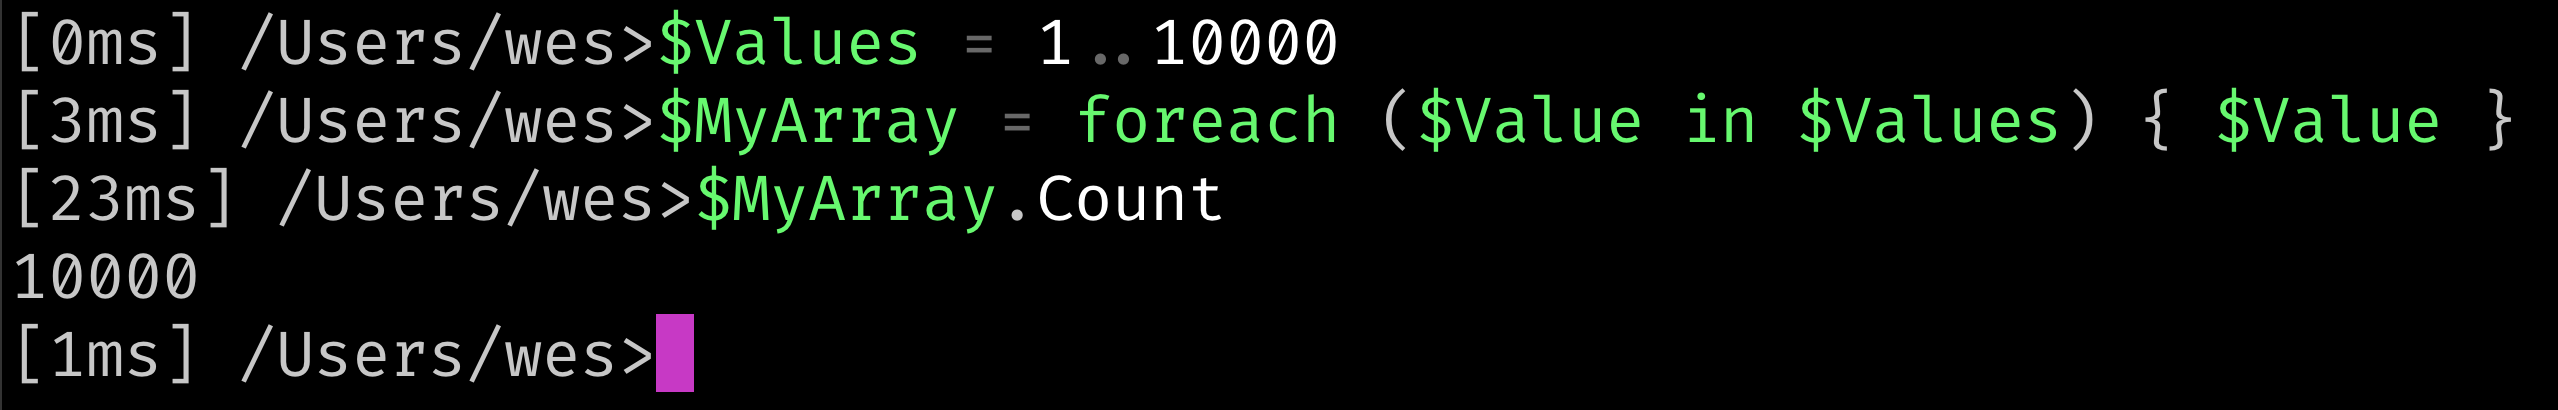 [0ms] /Users/wes>$Values = 1..10000
[3ms] /Users/wes>$MyArray = foreach ($Value in $Values) { $Value }
[23ms] /Users/wes>$MyArray.Count
10000
[1ms] /Users/wes>